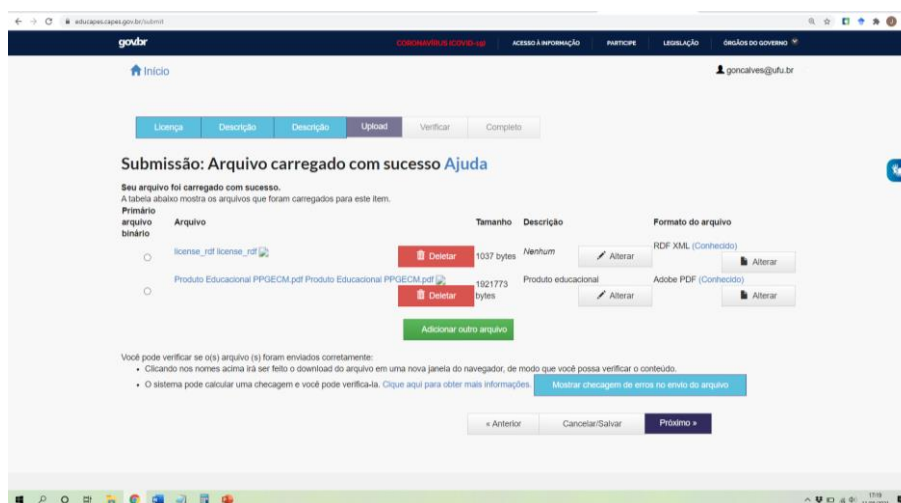 educapes.capes.gov.br/submit
govbr CORONAVÍRUS (COVID-19) ACESSO À INFORMAÇÃO PARTICIPE LEGISLAÇÃO ÓRGÃOS DO GOVERNO
Início goncalves@ufu.br
Licença Descrição Descrição Upload Verificar Completo
Submissão: Arquivo carregado com sucesso Ajuda
Seu arquivo foi carregado com sucesso.
A tabela abaixo mostra os arquivos que foram carregados para este item.
Primário
arquivo Arquivo Tamanho Descrição Formato do arquivo
binário
license_rdf license_rdf Deletar 1037 bytes Nenhum Alterar RDF XML (Conhecido) Alterar
Produto Educacional PPGECM.pdf Produto Educacional PPGECM.pdf Deletar 1921773 bytes Produto educacional Alterar Adobe PDF (Conhecido) Alterar
Adicionar outro arquivo
Você pode verificar se o(s) arquivo (s) foram enviados corretamente:
Clicando nos nomes acima irá ser feito o download do arquivo em uma nova janela do navegador, de modo que você possa verificar o conteúdo.
O sistema pode calcular uma checagem e você pode verifica-la. Cique aqui para obter mais informações. Mostrar checagem de erros no envio do arquivo
« Anterior Cancelar/Salvar Próximo »
17:19